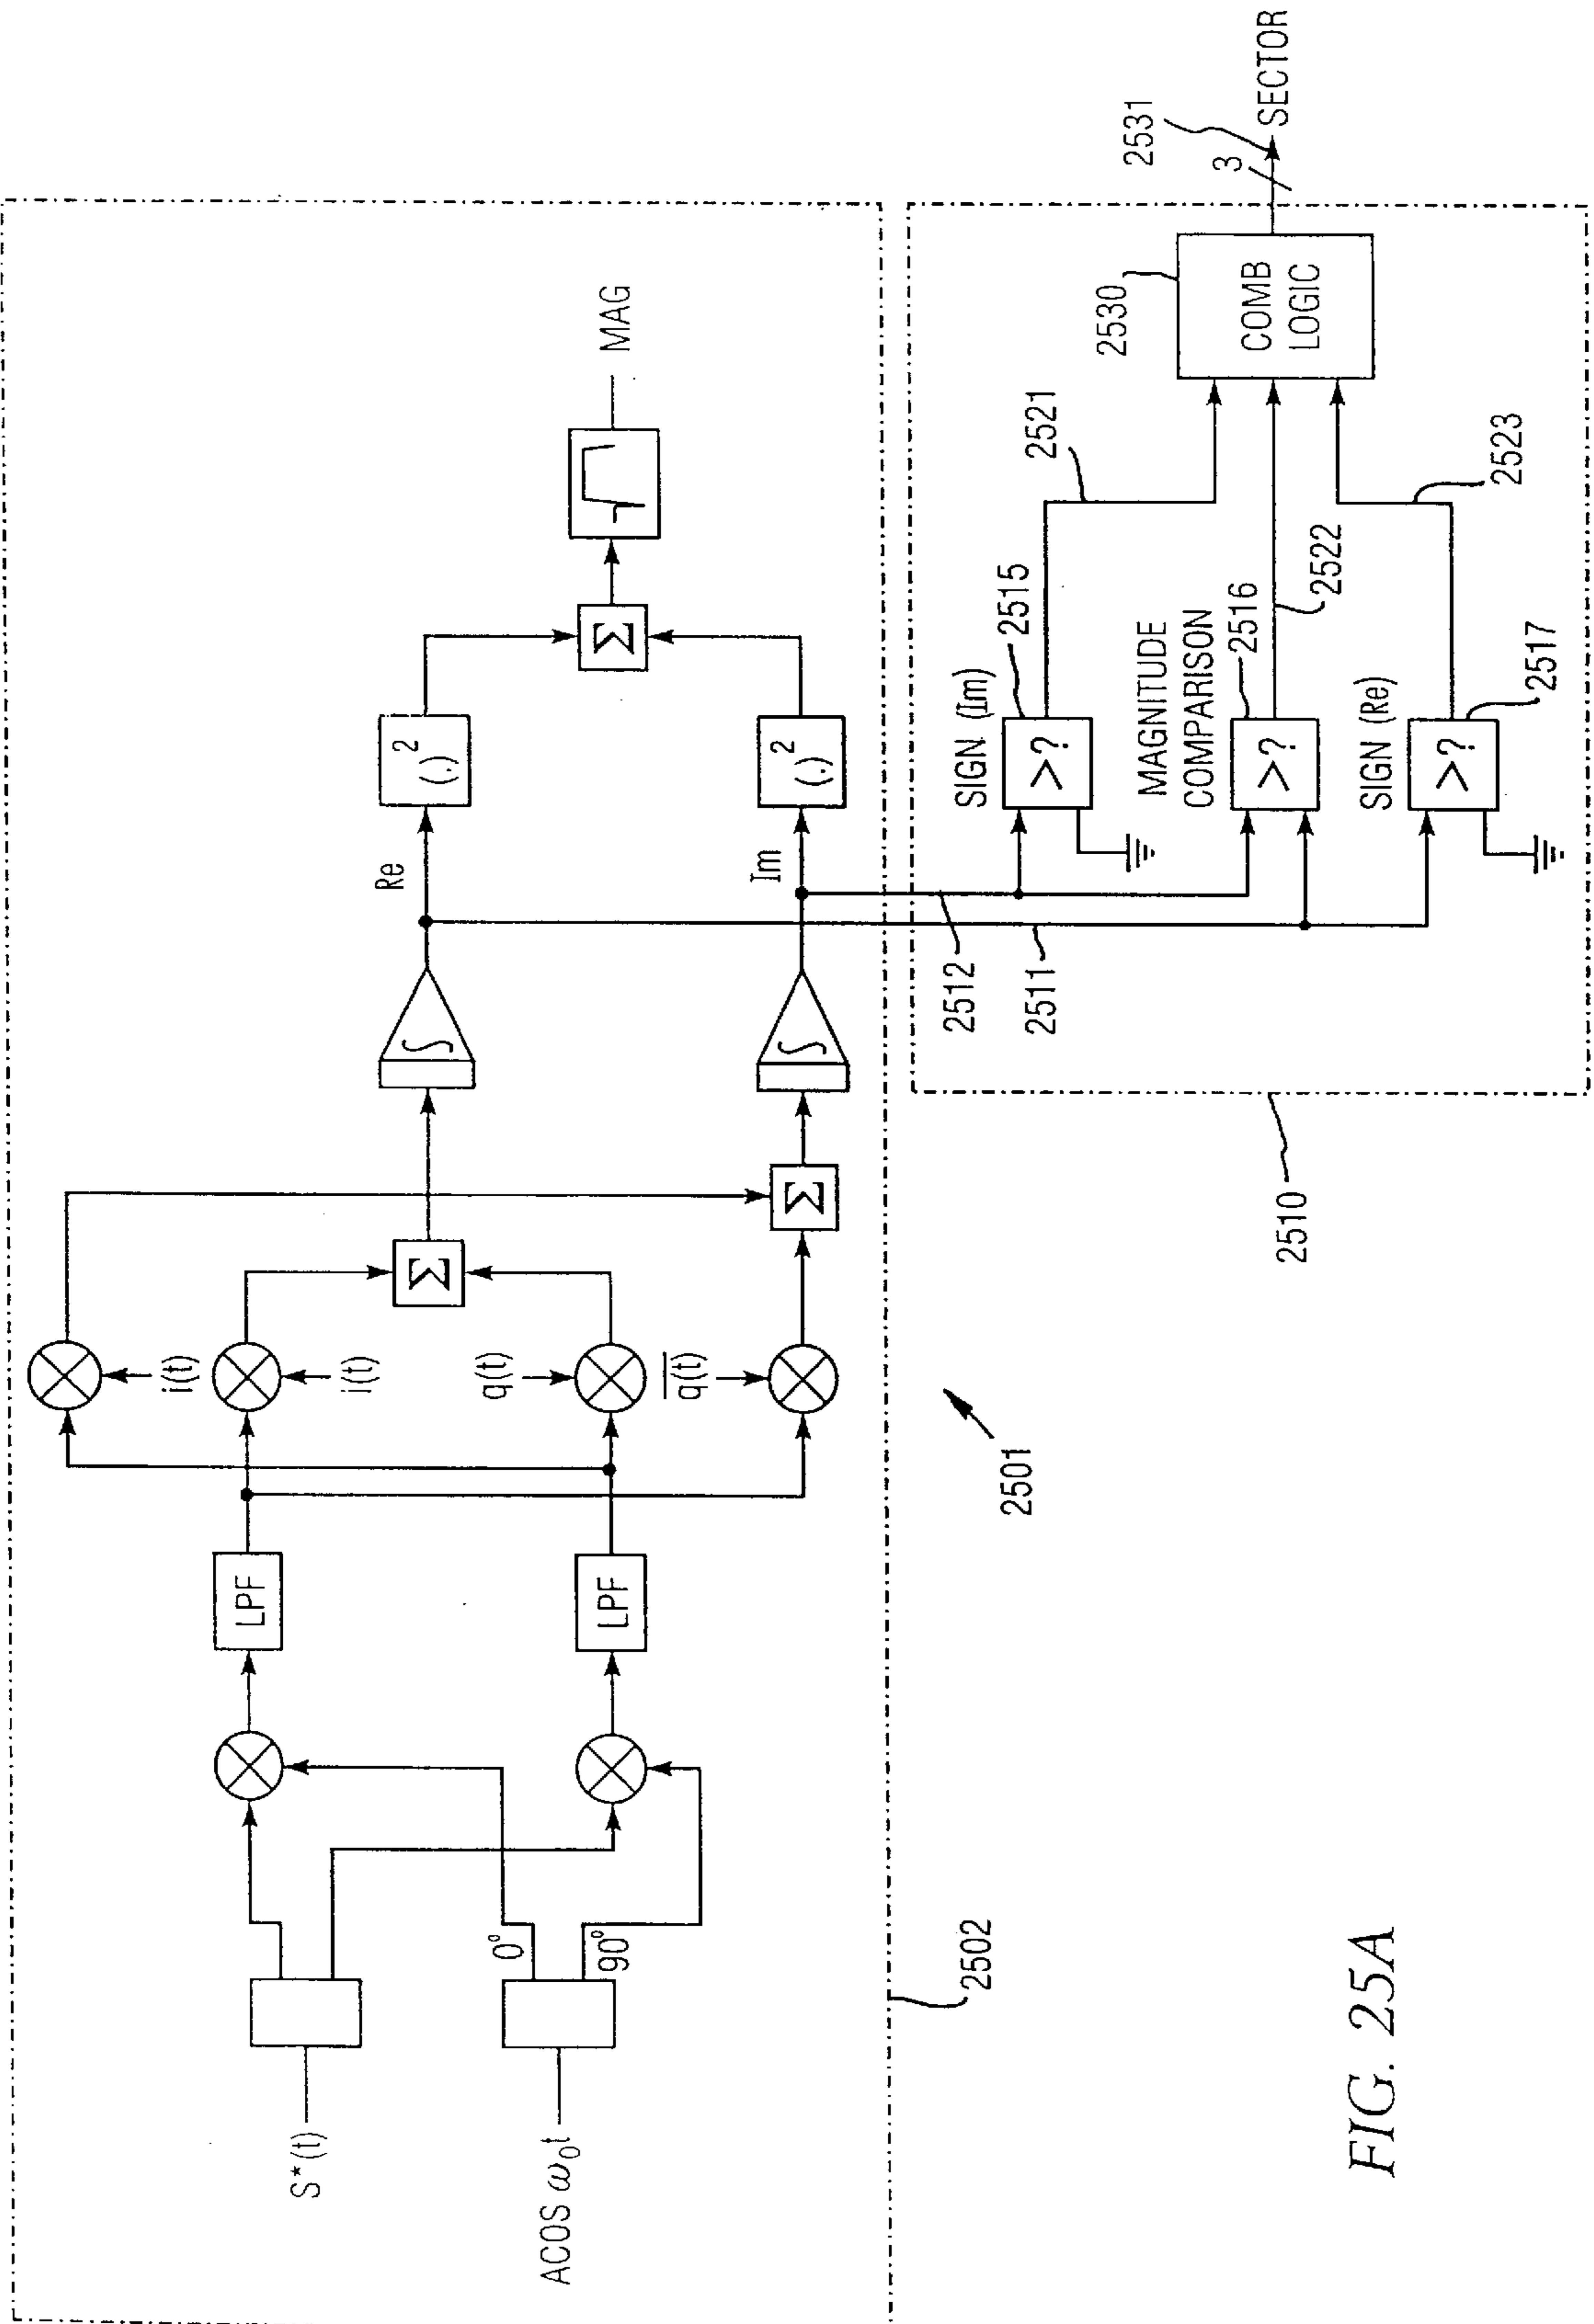 S*(t)
ACOS ω₀t
0°
90°
LPF
LPF
i(t)
i(t)
q(t)
q(t)
Σ
Σ
∫
∫
Re
Im
(.)²
(.)²
Σ
MAG
2502
2501
2512
2511
2510
SIGN (Im)
>?
2515
MAGNITUDE
COMPARISON
>?
2516
SIGN (Re)
>?
2517
2521
2522
2523
2530
COMB
LOGIC
3
2531
SECTOR
FIG. 25A